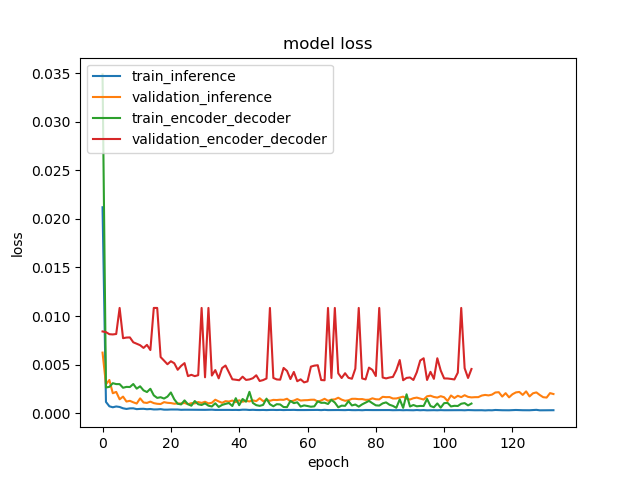 model loss
train_inference
validation_inference
train_encoder_decoder
validation_encoder_decoder
0.035
0.030
0.025
0.020
0.015
0.010
0.005
0.000
loss
0 20 40 60 80 100 120
epoch